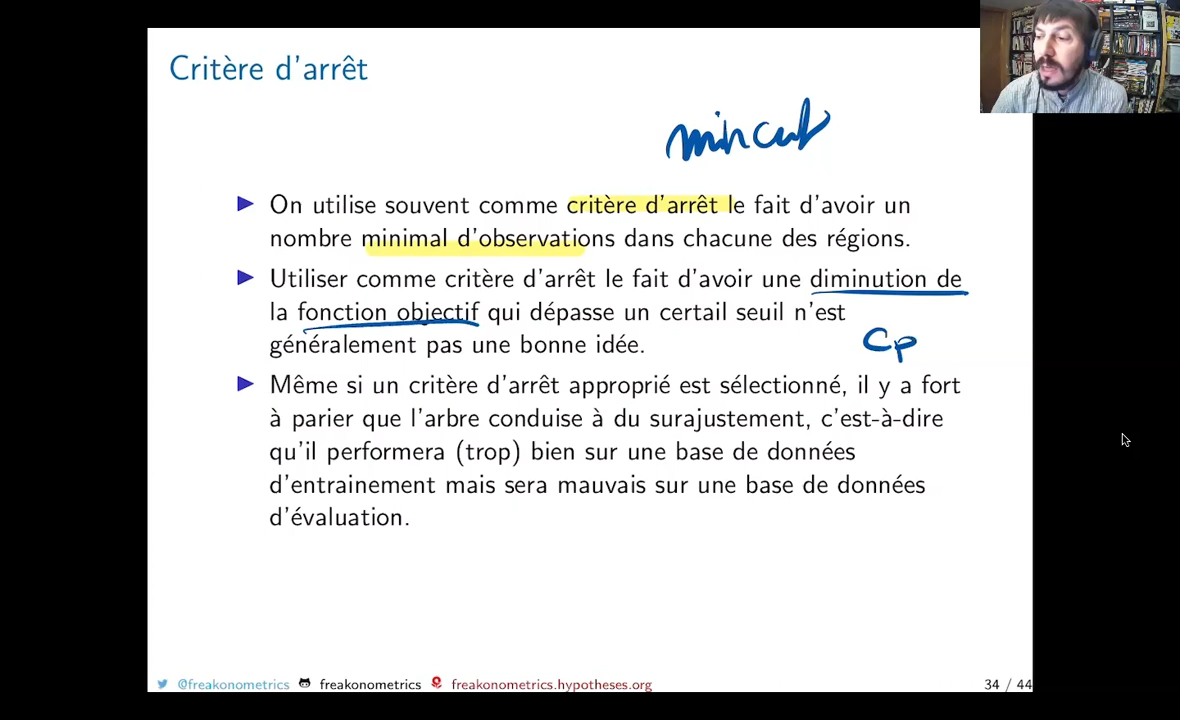 Critère d'arrêt
mincut
► On utilise souvent comme critère d'arrêt le fait d'avoir un
nombre minimal d'observations dans chacune des régions.
► Utiliser comme critère d'arrêt le fait d'avoir une diminution de
la fonction objectif qui dépasse un certail seuil n'est
généralement pas une bonne idée.
cp
► Même si un critère d'arrêt approprié est sélectionné, il y a fort
à parier que l'arbre conduise à du surajustement, c'est-à-dire
qu'il performera (trop) bien sur une base de données
d'entrainement mais sera mauvais sur une base de données
d'évaluation.
@freakonometrics freakonometrics freakonometrics.hypotheses.org 34 / 44